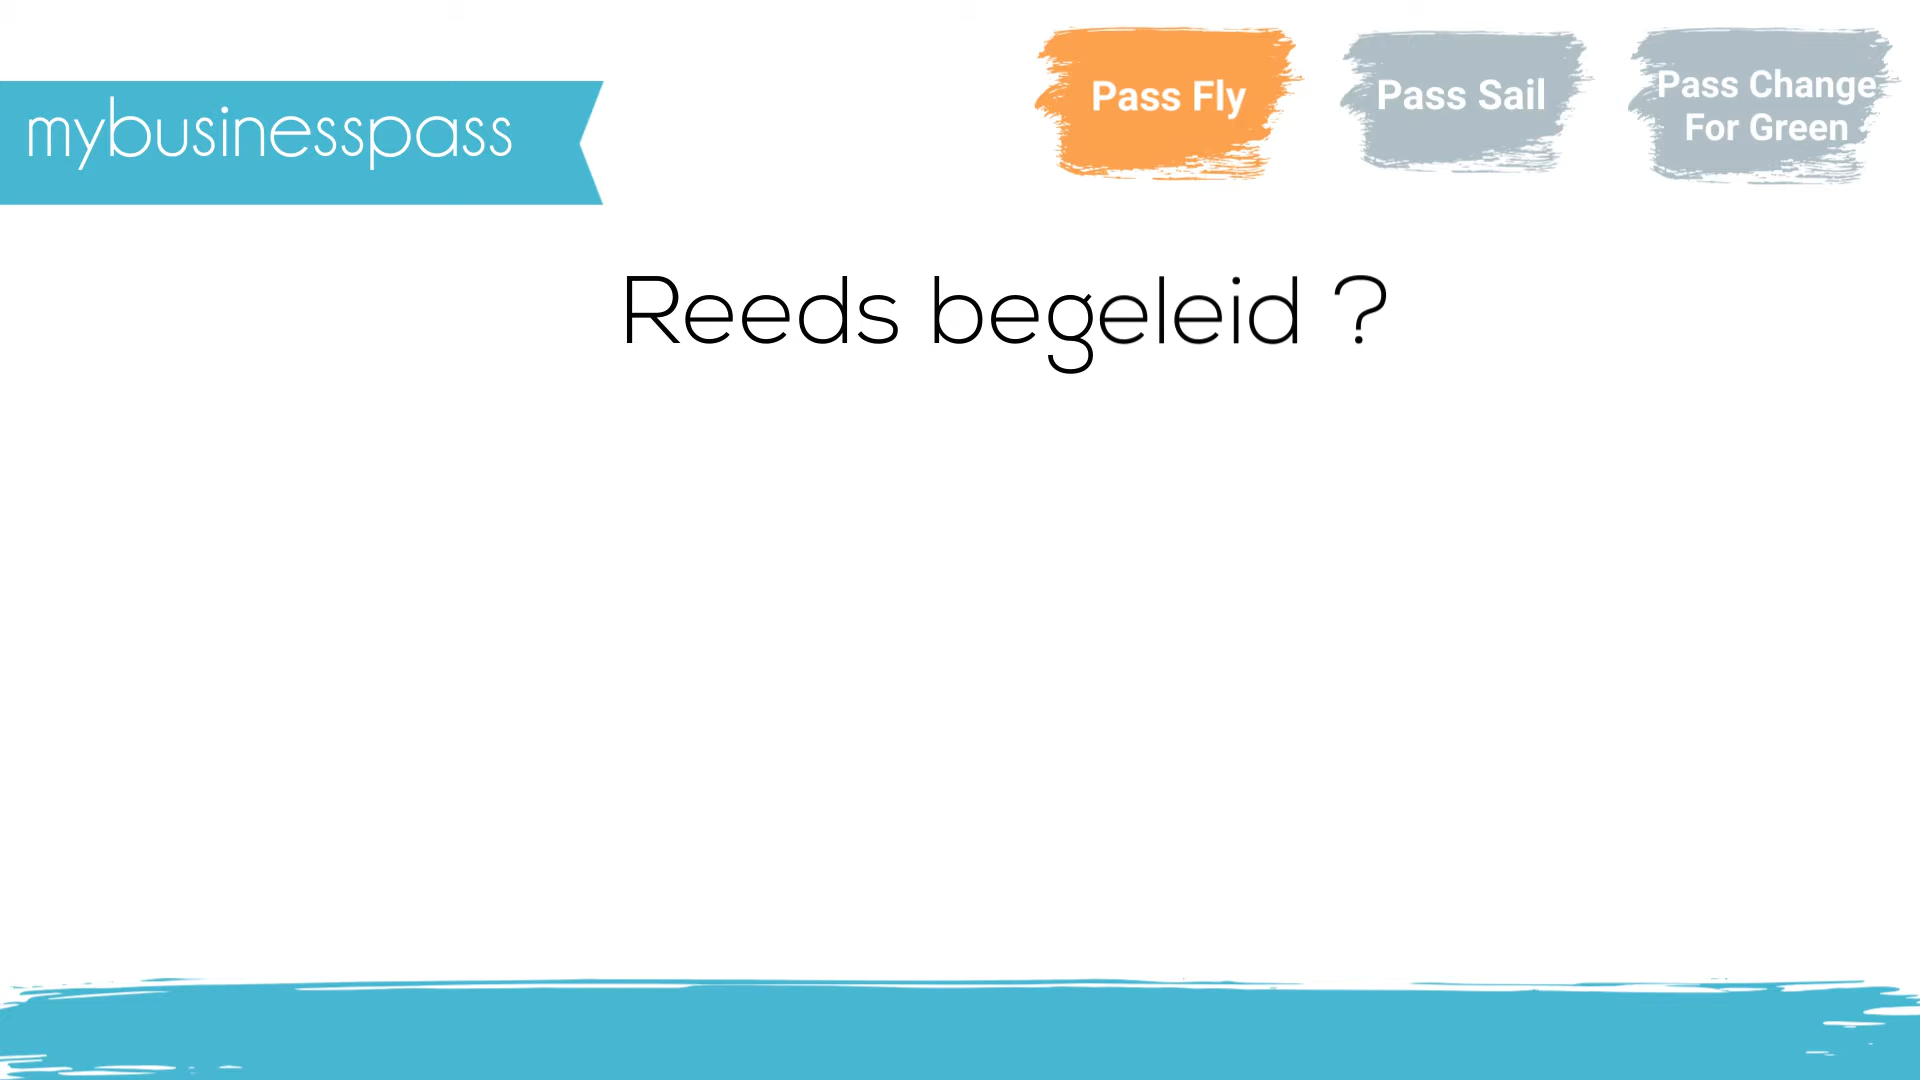 mybusinesspass
Pass Fly
Pass Sail
Pass Change
For Green
Reeds begeleid ?